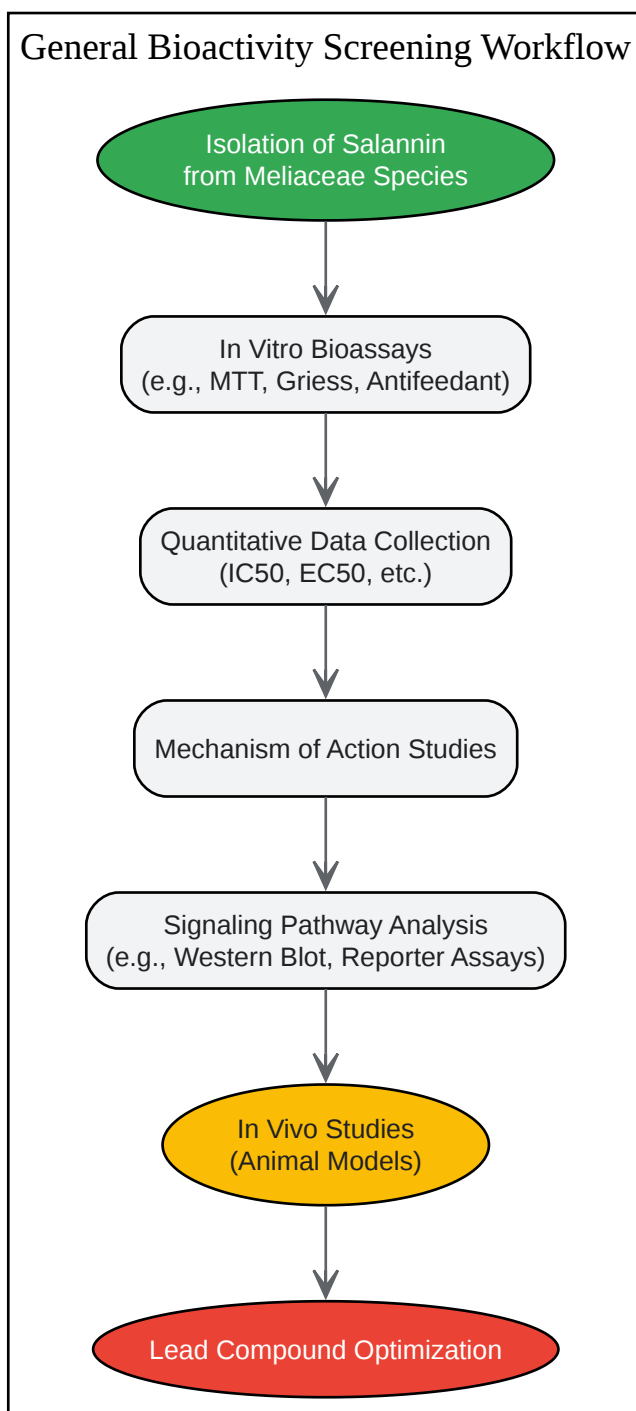 General Bioactivity Screening Workflow
Isolation of Salannin
from Meliaceae Species
In Vitro Bioassays
(e.g., MTT, Griess, Antifeedant)
Quantitative Data Collection
(IC50, EC50, etc.)
Mechanism of Action Studies
Signaling Pathway Analysis
(e.g., Western Blot, Reporter Assays)
In Vivo Studies
(Animal Models)
Lead Compound Optimization